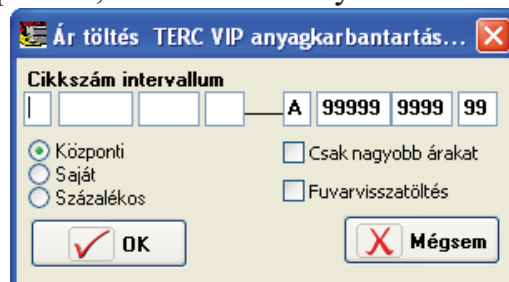 Ár töltés TERC VIP anyagkarbantartás...
Cikkszám intervallum
A 99999 9999 99
Központi
Csak nagyobb árakat
Saját
Fuvarvisszatöltés
Százalékos
OK
Mégsem